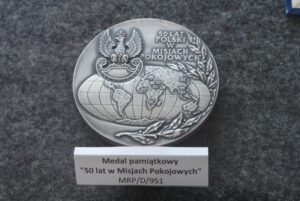 50 LAT
POLSKI
W
MISJACH
POKOJOWYCH
Medal pamiątkowy
"50 lat w Misjach Pokojowych"
MRP/D/951